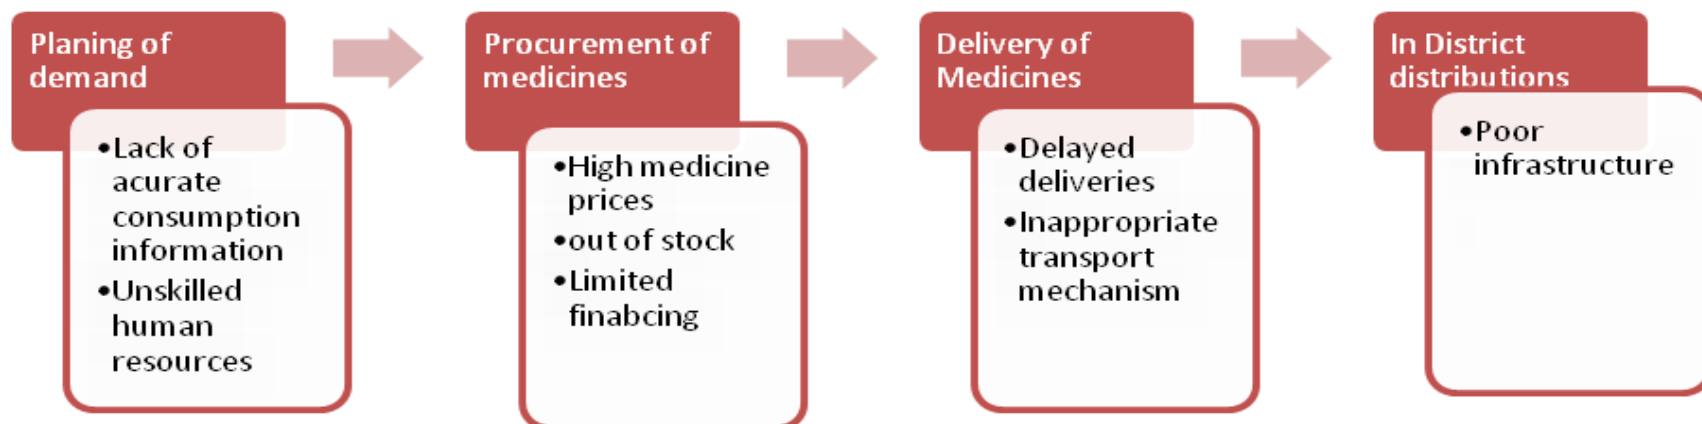 Planing of
demand
•Lack of
acurate
consumption
information
•Unskilled
human
resources
Procurement of
medicines
•High medicine
prices
•out of stock
•Limited
finabcing
Delivery of
Medicines
•Delayed
deliveries
•Inappropriate
transport
mechanism
In District
distributions
•Poor
infrastructure